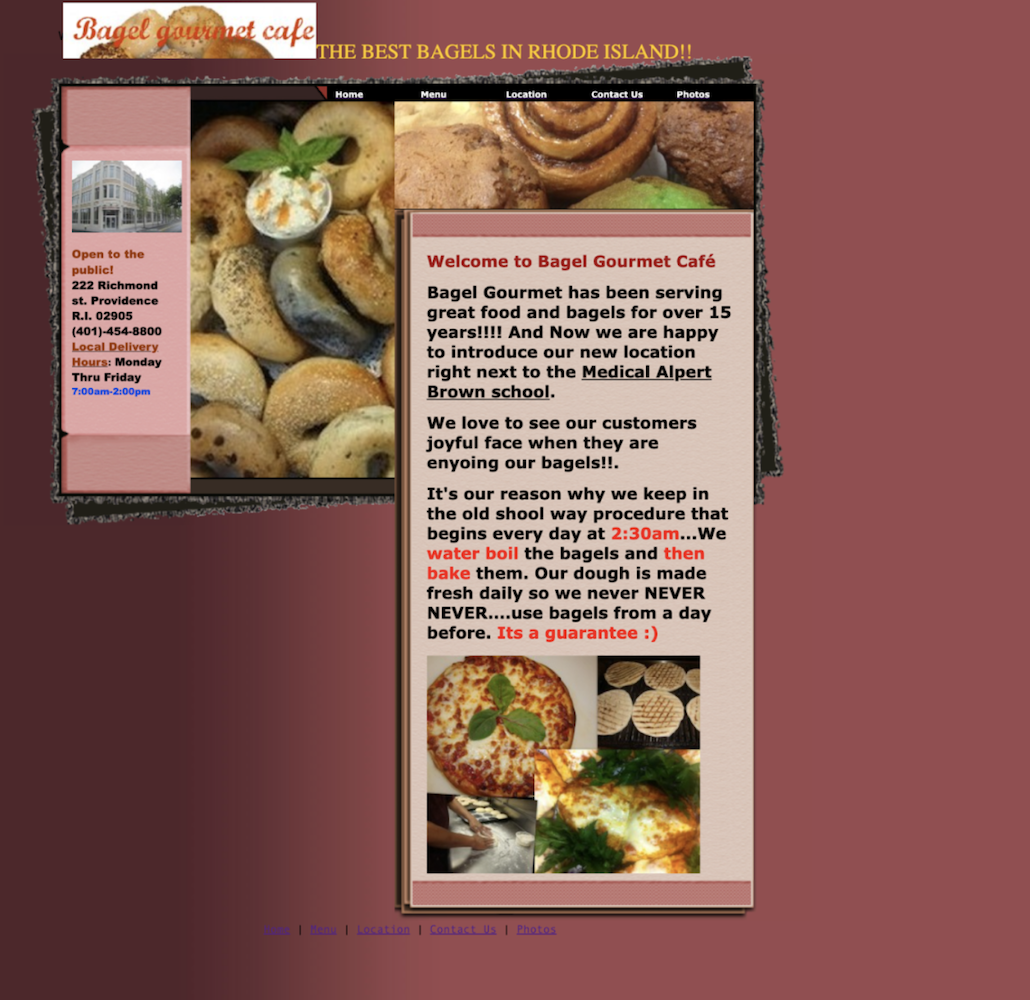 Bagel gourmet cafe
THE BEST BAGELS IN RHODE ISLAND!!
Home Menu Location Contact Us Photos
Open to the
public!
222 Richmond
st. Providence
R.I. 02905
(401)-454-8800
Local Delivery
Hours: Monday
Thru Friday
7:00am-2:00pm
Welcome to Bagel Gourmet Café
Bagel Gourmet has been serving
great food and bagels for over 15
years!!!! And Now we are happy
to introduce our new location
right next to the Medical Alpert
Brown school.
We love to see our customers
joyful face when they are
enyoing our bagels!!.
It's our reason why we keep in
the old shool way procedure that
begins every day at 2:30am...We
water boil the bagels and then
bake them. Our dough is made
fresh daily so we never NEVER
NEVER....use bagels from a day
before. Its a guarantee :)
Home | Menu | Location | Contact Us | Photos